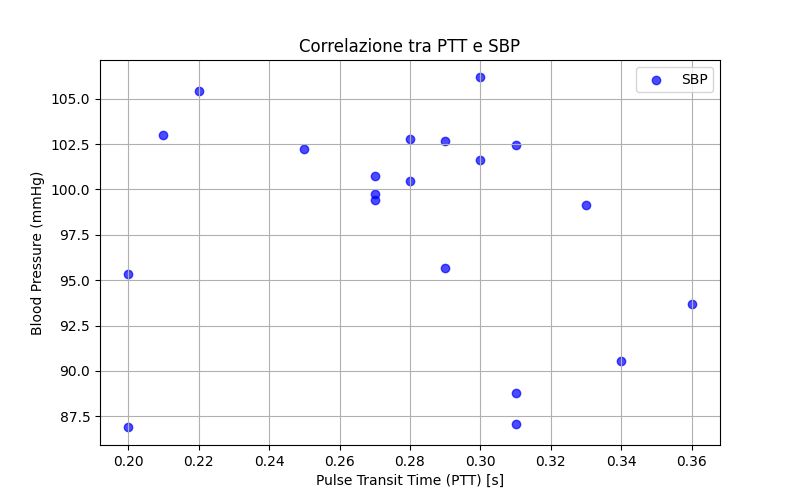 Correlazione tra PTT e SBP
SBP
Blood Pressure (mmHg)
105.0
102.5
100.0
97.5
95.0
92.5
90.0
87.5
0.20 0.22 0.24 0.26 0.28 0.30 0.32 0.34 0.36
Pulse Transit Time (PTT) [s]